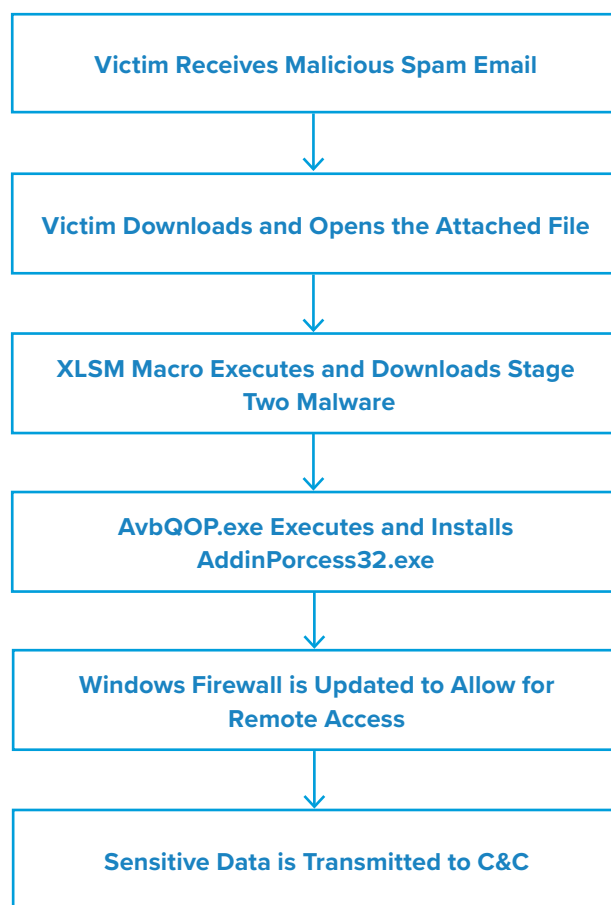 Victim Receives Malicious Spam Email
Victim Downloads and Opens the Attached File
XLSM Macro Executes and Downloads Stage
Two Malware
AvbQOP.exe Executes and Installs
AddinPorcess32.exe
Windows Firewall is Updated to Allow for
Remote Access
Sensitive Data is Transmitted to C&C